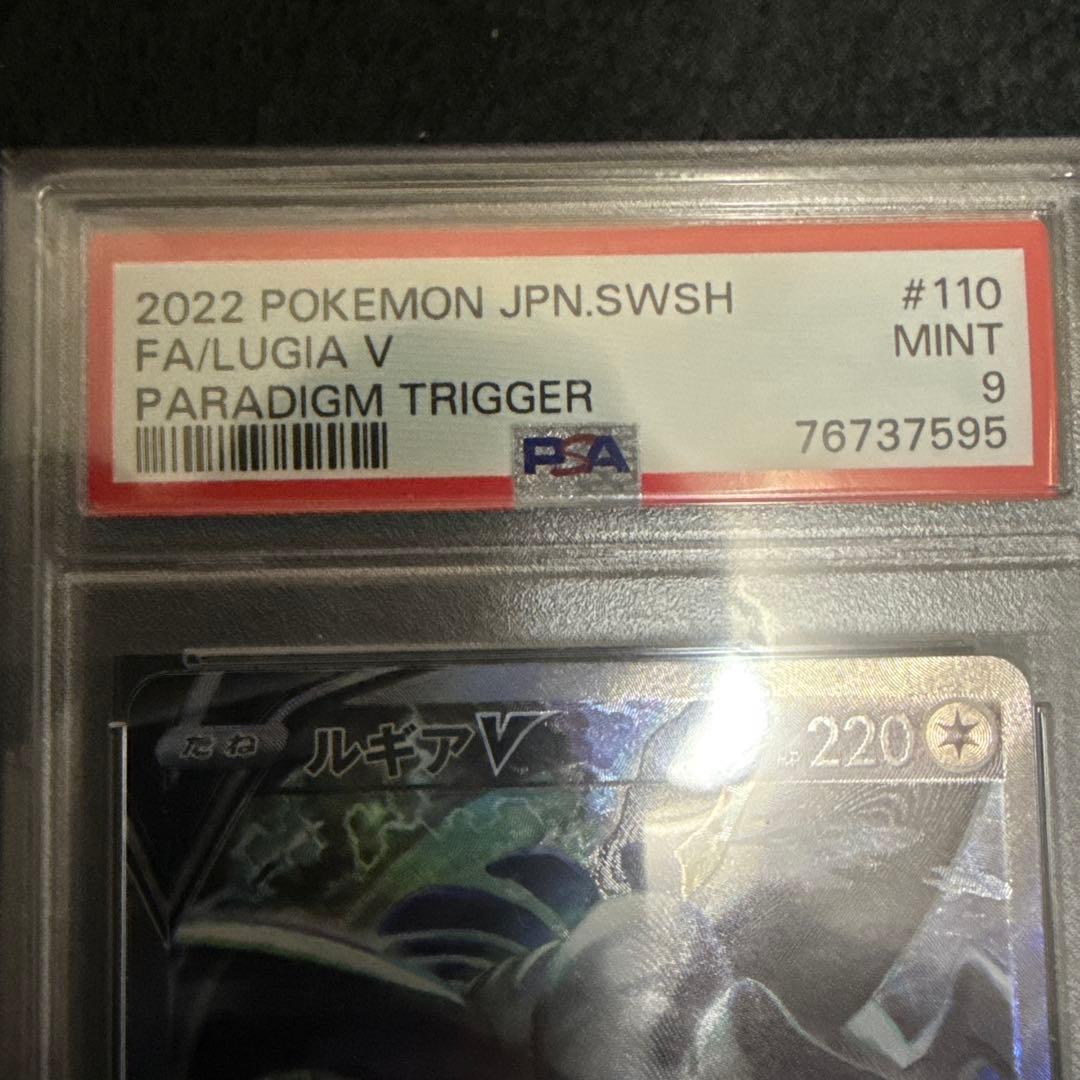 2022 POKEMON JPN.SWSH #110
FA/LUGIA V MINT
PARADIGM TRIGGER 9
76737595
PSA
たね ルギアV HP 220